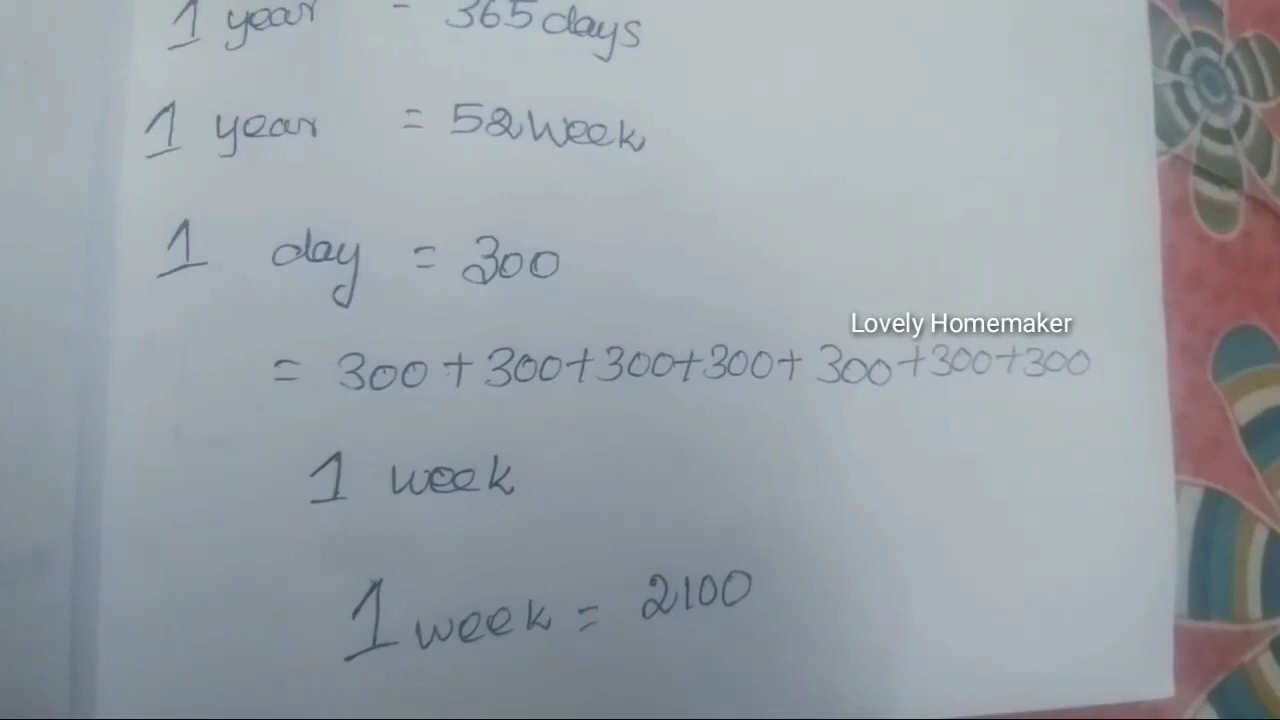 1 year - 365 days
1 year = 52 week
1 day = 300
Lovely Homemaker
= 300 + 300 + 300 + 300 + 300 + 300 + 300
1 week
1 week = 2100